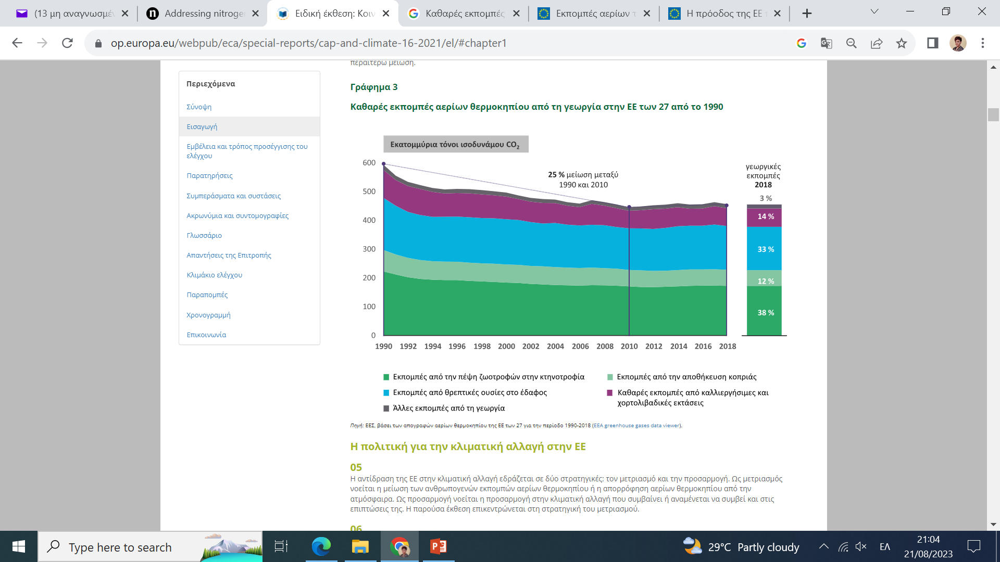 (13 μη αναγνωσμέν
Addressing nitroger
Ειδική έκθεση: Κοιν
Καθαρές εκπομπές
Εκπομπές αερίων τ
Η πρόοδος της ΕΕ
op.europa.eu/webpub/eca/special-reports/cap-and-climate-16-2021/el/#chapter1
περαιτέρω μείωση.
Περιεχόμενα
Σύνοψη
Εισαγωγή
Εμβέλεια και τρόπος προσέγγισης του
ελέγχου
Παρατηρήσεις
Συμπεράσματα και συστάσεις
Ακρωνύμια και συντομογραφίες
Γλωσσάριο
Απαντήσεις της Επιτροπής
Κλιμάκιο ελέγχου
Παραπομπές
Χρονογραμμή
Επικοινωνία
Γράφημα 3
Καθαρές εκπομπές αερίων θερμοκηπίου από τη γεωργία στην ΕΕ των 27 από το 1990
Εκατομμύρια τόνοι ισοδυνάμου CO₂
600
500
400
300
200
100
0
25 % μείωση μεταξύ
1990 και 2010
1990 1992 1994 1996 1998 2000 2002 2004 2006 2008 2010 2012 2014 2016 2018
γεωργικές
εκπομπές
2018
3 %
14 %
33 %
12 %
38 %
Εκπομπές από την πέψη ζωοτροφών στην κτηνοτροφία
Εκπομπές από την αποθήκευση κοπριάς
Εκπομπές από θρεπτικές ουσίες στο έδαφος
Καθαρές εκπομπές από καλλιεργήσιμες και
χορτολιβαδικές εκτάσεις
Άλλες εκπομπές από τη γεωργία
Πηγή: ΕΕΣ, βάσει των απογραφών αερίων θερμοκηπίου της ΕΕ των 27 για την περίοδο 1990-2018 (EEA greenhouse gases data viewer).
Η πολιτική για την κλιματική αλλαγή στην ΕΕ
05
Η αντίδραση της ΕΕ στην κλιματική αλλαγή εδράζεται σε δύο στρατηγικές: τον μετριασμό και την προσαρμογή. Ως μετριασμός
νοείται η μείωση των ανθρωπογενών εκπομπών αερίων θερμοκηπίου ή η απορρόφηση αερίων θερμοκηπίου από την
ατμόσφαιρα. Ως προσαρμογή νοείται η προσαρμογή στην κλιματική αλλαγή που συμβαίνει ή αναμένεται να συμβεί και στις
επιπτώσεις της. Η παρούσα έκθεση επικεντρώνεται στη στρατηγική του μετριασμού.
06
Type here to search
29°C Partly cloudy
ΕΛ
21:04
21/08/2023